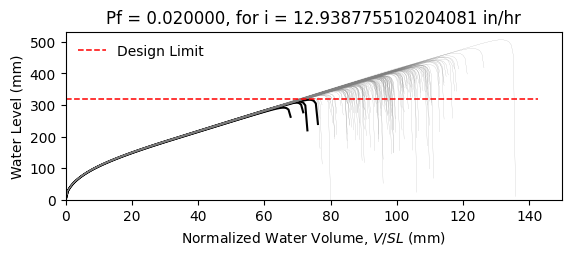 Pf = 0.020000, for i = 12.938775510204081 in/hr
Design Limit
Water Level (mm)
500
400
300
200
100
0
0 20 40 60 80 100 120 140
Normalized Water Volume, V/SL (mm)